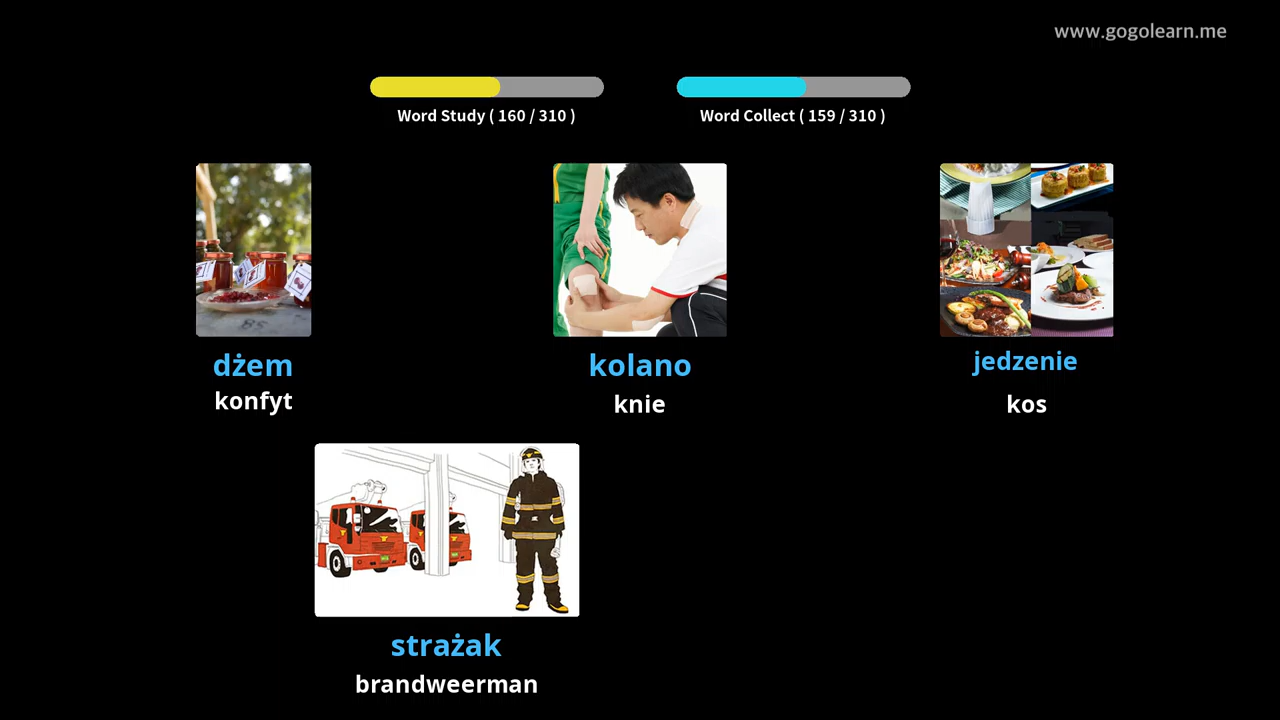 www.gogolearn.me
Word Study ( 160 / 310 )
Word Collect ( 159 / 310 )
dżem
konfyt
kolano
knie
jedzenie
kos
strażak
brandweerman